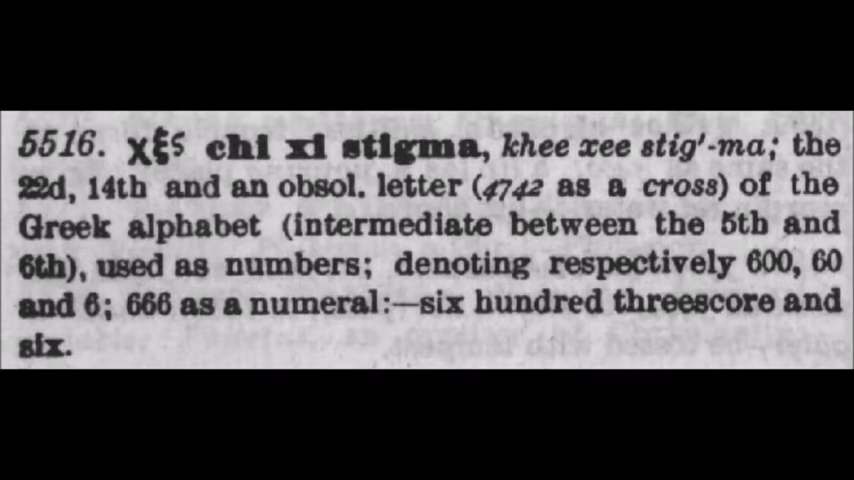 5516. χξϛ chi xi stigma, khee xee stig'-ma; the
22d, 14th and an obsol. letter (4742 as a cross) of the
Greek alphabet (intermediate between the 5th and
6th), used as numbers; denoting respectively 600, 60
and 6; 666 as a numeral:—six hundred threescore and
six.